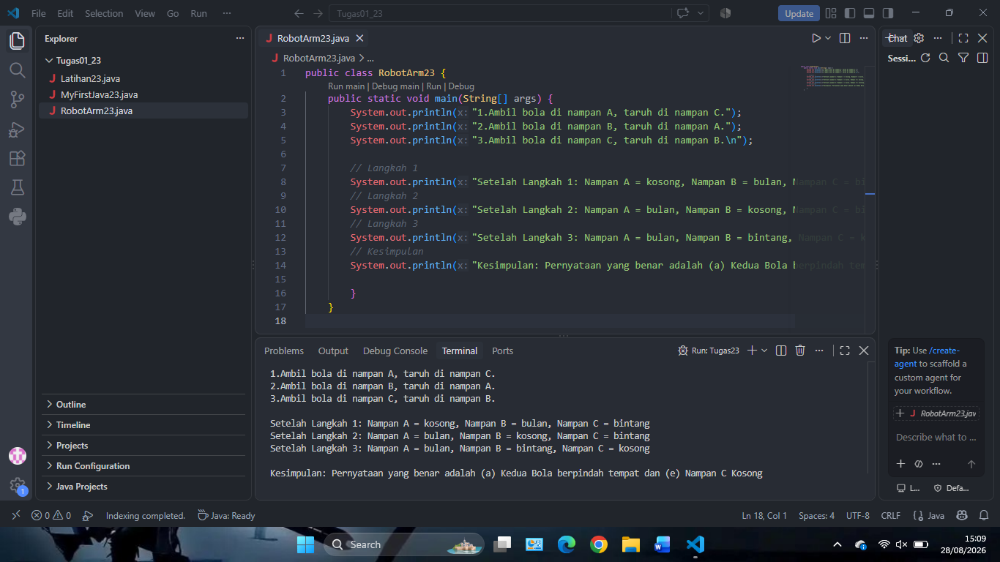 File Edit Selection View Go Run ···
Tugas01_23
Update
Explorer ···
Tugas01_23
Latihan23.java
MyFirstJava23.java
RobotArm23.java
Outline
Timeline
Projects
Run Configuration
Java Projects
1
RobotArm23.java
RobotArm23.java > ...
1 public class RobotArm23 {
Run main | Debug main | Run | Debug
2 public static void main(String[] args) {
3 System.out.println(x: "1.Ambil bola di nampan A, taruh di nampan C.");
4 System.out.println(x: "2.Ambil bola di nampan B, taruh di nampan A.");
5 System.out.println(x: "3.Ambil bola di nampan C, taruh di nampan B.\n");
6
7 // Langkah 1
8 System.out.println(x: "Setelah Langkah 1: Nampan A = kosong, Nampan B = bulan, Nampan C = bi
9 // Langkah 2
10 System.out.println(x: "Setelah Langkah 2: Nampan A = bulan, Nampan B = kosong, Nampan C = bi
11 // Langkah 3
12 System.out.println(x: "Setelah Langkah 3: Nampan A = bulan, Nampan B = bintang, Nampan C = k
13 // Kesimpulan
14 System.out.println(x: "Kesimpulan: Pernyataan yang benar adalah (a) Kedua Bola berpindah tem
15
16 }
17 }
18
Problems Output Debug Console Terminal Ports
Run: Tugas23
1.Ambil bola di nampan A, taruh di nampan C.
2.Ambil bola di nampan B, taruh di nampan A.
3.Ambil bola di nampan C, taruh di nampan B.
Setelah Langkah 1: Nampan A = kosong, Nampan B = bulan, Nampan C = bintang
Setelah Langkah 2: Nampan A = bulan, Nampan B = kosong, Nampan C = bintang
Setelah Langkah 3: Nampan A = bulan, Nampan B = bintang, Nampan C = kosong
Kesimpulan: Pernyataan yang benar adalah (a) Kedua Bola berpindah tempat dan (e) Nampan C Kosong
Chat
Sessi...
Tip: Use /create-
agent to scaffold a
custom agent for
your workflow.
RobotArm23.jav
Describe what to ...
L...
Defa...
0 0
Indexing completed.
Java: Ready
Ln 18, Col 1
Spaces: 4
UTF-8
CRLF
{} Java
Search
15:09
28/08/2026